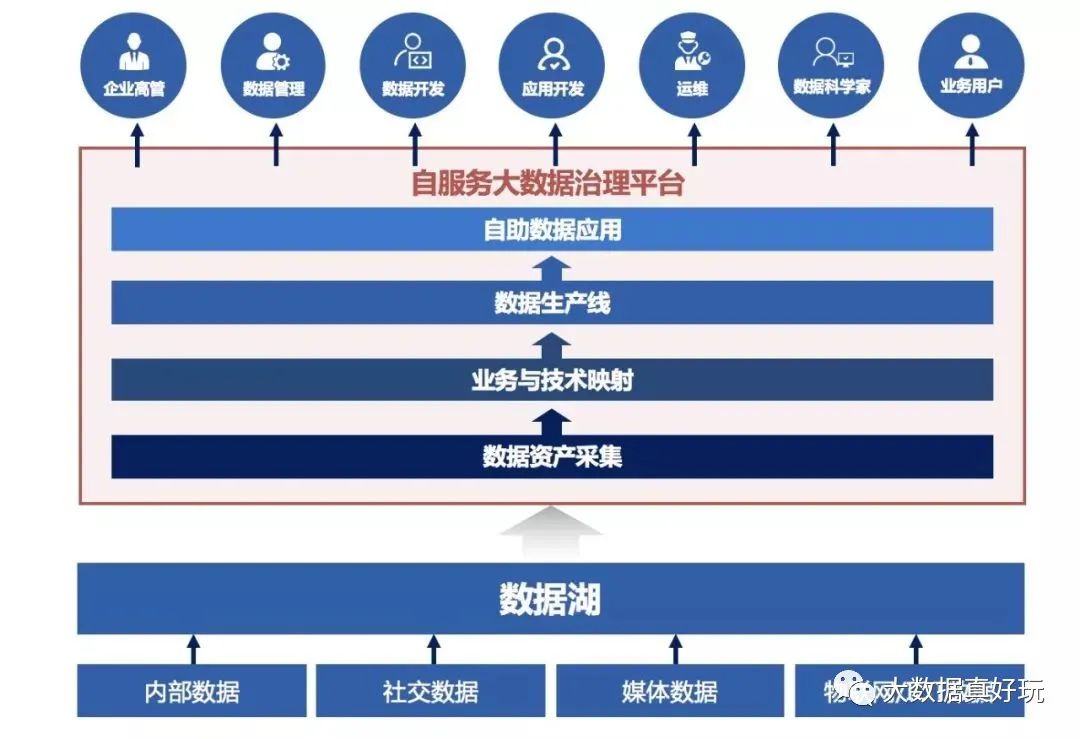 企业高管
数据管理
数据开发
应用开发
运维
数据科学家
业务用户
自服务大数据治理平台
自助数据应用
数据生产线
业务与技术映射
数据资产采集
数据湖
内部数据
社交数据
媒体数据
大数据真好玩